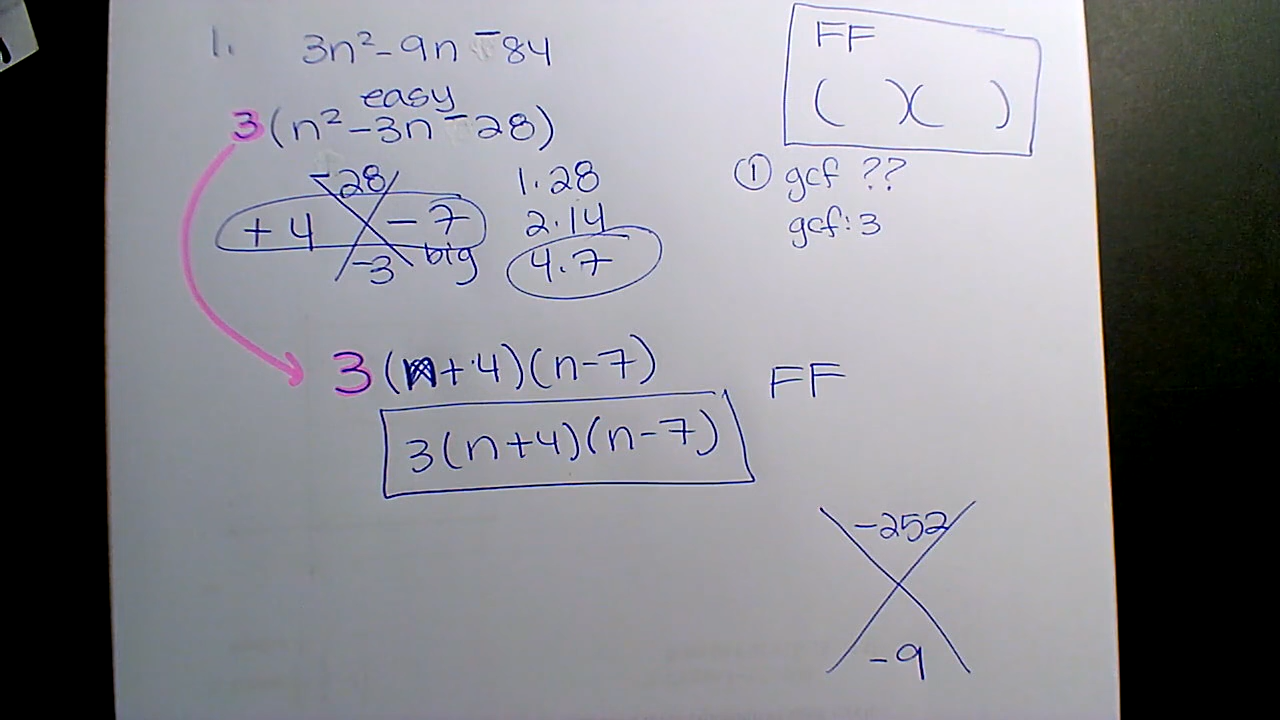 1. 3n²-9n-84
easy
3(n²-3n-28)
-28
+4 -7
-3 big
1·28
2·14
4·7
3(n+4)(n-7)
3(n+4)(n-7)
FF
( )( )
① gcf ??
gcf:3
FF
-252
-9